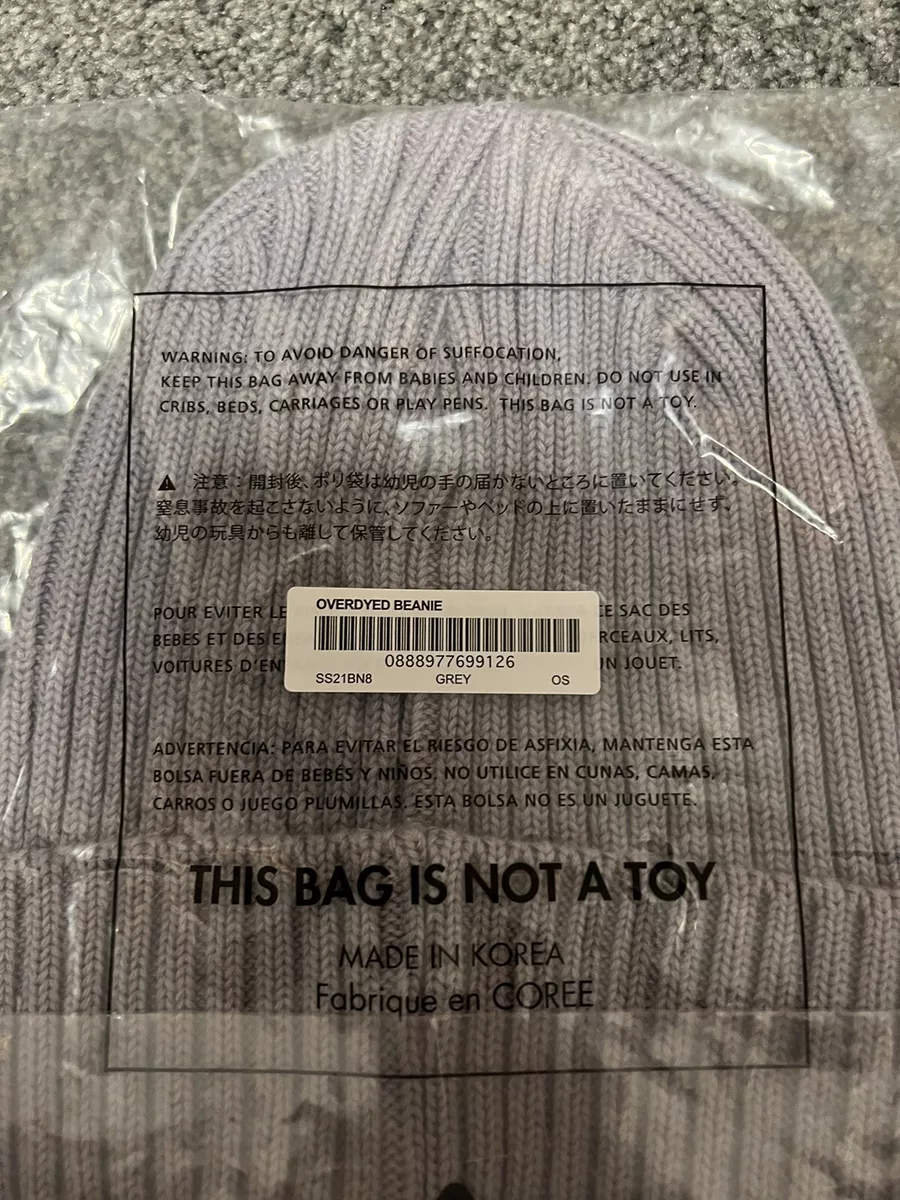 WARNING: TO AVOID DANGER OF SUFFOCATION,
KEEP THIS BAG AWAY FROM BABIES AND CHILDREN. DO NOT USE IN
CRIBS, BEDS, CARRIAGES OR PLAY PENS. THIS BAG IS NOT A TOY.
注意：開封後、ポリ袋は幼児の手の届かないところに置いてください。
窒息事故を起こさないように、ソファーやベッドの上に置いたままにせず、
幼児の玩具からも離して保管してください。
OVERDYED BEANIE
0888977699126
SS21BN8 GREY OS
POUR EVITER CE SAC DES
BEBES ET DES LITS,
VOITURES UN JOUET.
ADVERTENCIA: PARA EVITAR EL RIESGO DE ASFIXIA, MANTENGA ESTA
BOLSA FUERA DE BEBÉS Y NIÑOS. NO UTILICE EN CUNAS, CAMAS,
CARROS O JUEGO PLUMILLAS. ESTA BOLSA NO ES UN JUGUETE.
THIS BAG IS NOT A TOY
MADE IN KOREA
Fabrique en COREE